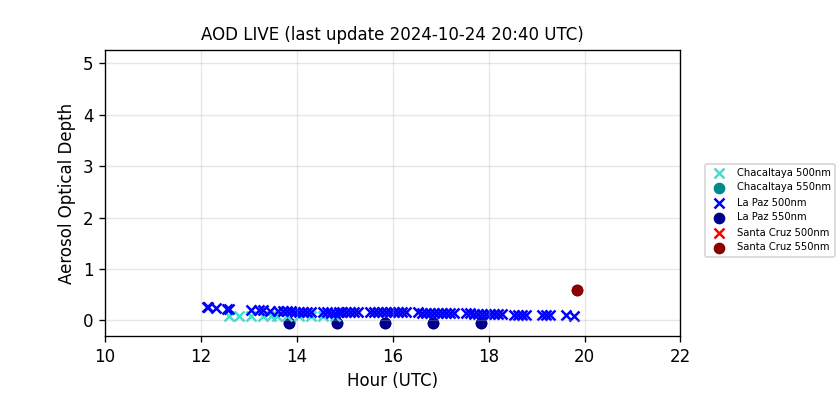 AOD LIVE (last update 2024-10-24 20:40 UTC)
Aerosol Optical Depth
5
4
3
2
1
0
10 12 14 16 18 20 22
Hour (UTC)
Chacaltaya 500nm
Chacaltaya 550nm
La Paz 500nm
La Paz 550nm
Santa Cruz 500nm
Santa Cruz 550nm